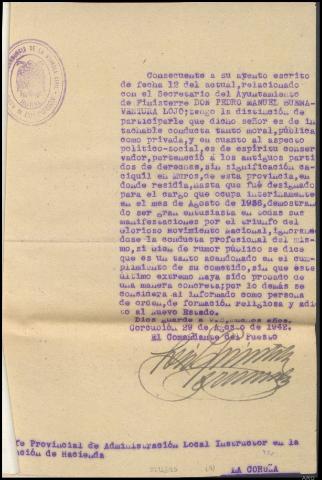 Consecuente a su atento escrito
de fecha 12 del actual, relacionado
con el Secretario del Ayuntamiento
de Finisterre DON PEDRO MANUEL BUENA-
VENTURA LOJO; tengo la distinción de
participarle que dicho señor es de in-
tachable conducta tanto moral, pública
como privada, y en cuanto al aspecto
político-social, es de espíritu conser
vador, perteneció a los antiguos parti
dos de derechas, sin significación ca-
ciquil en Muros, de esta provincia, en
donde residía, hasta que fué designado
para el cargo que ocupa interinamente
en el mes de Agosto de 1936, demostran
do ser gran entusiasta en todas sus
manifestaciones por el triunfo del
Glorioso Movimiento Nacional, ignoran-
dose la conducta profesional del mis-
mo, si bien de rumor público se dice
que es un tanto abandonado en el cum-
plimiento de su cometido, sin que este
último extremo haya sido probado de
una manera concreta; por lo demás se
considera al informado como persona
de orden, de formación religiosa y adic
to al Nuevo Estado.
Dios guarde a muchos años.
Corcubión 29 de Agosto de 1942.
El Comandante del Puesto
fe Provincial de Administración Local Instructor en la
ción de Hacienda
LA CORUÑA